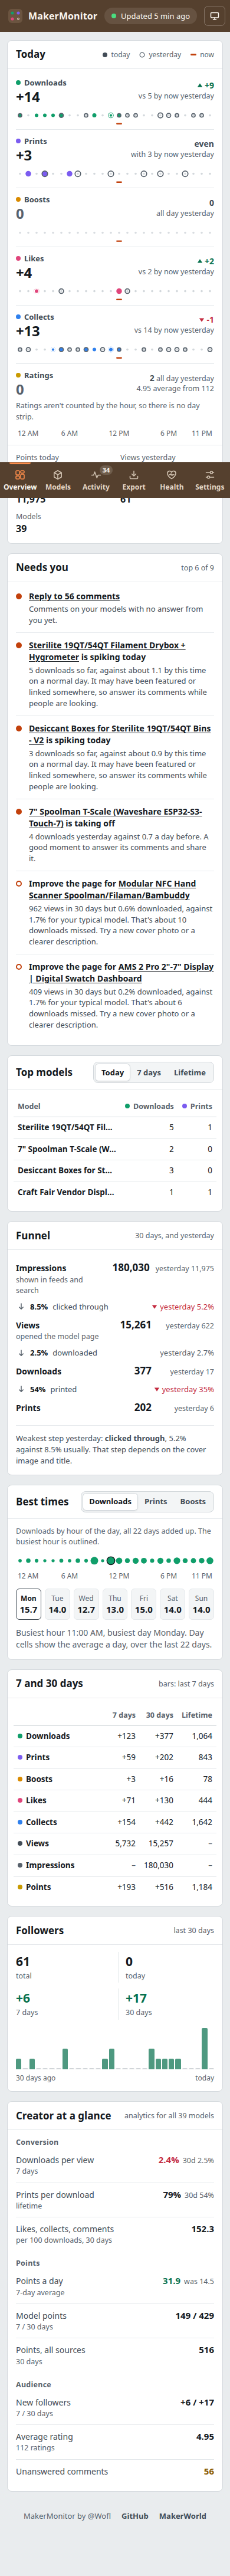 MakerMonitor
Updated 5 min ago
Today
today yesterday now
Downloads
+14
+9
vs 5 by now yesterday
Prints
+3
even
with 3 by now yesterday
Boosts
0
0
all day yesterday
Likes
+4
+2
vs 2 by now yesterday
Collects
+13
-1
vs 14 by now yesterday
Ratings
0
2 all day yesterday
4.95 average from 112
Ratings aren't counted by the hour, so there is no day
strip.
12 AM 6 AM 12 PM 6 PM 11 PM
Points today
Views yesterday
34
Overview Models Activity Export Health Settings
11,975
61
Models
39
Needs you
top 6 of 9
Reply to 56 comments
Comments on your models with no answer from
you yet.
Sterilite 19QT/54QT Filament Drybox +
Hygrometer is spiking today
5 downloads so far, against about 1.1 by this time
on a normal day. It may have been featured or
linked somewhere, so answer its comments while
people are looking.
Desiccant Boxes for Sterilite 19QT/54QT Bins
- V2 is spiking today
3 downloads so far, against about 0.9 by this time
on a normal day. It may have been featured or
linked somewhere, so answer its comments while
people are looking.
7" Spoolman T-Scale (Waveshare ESP32-S3-
Touch-7) is taking off
4 downloads yesterday against 0.7 a day before. A
good moment to answer its comments and share
it.
Improve the page for Modular NFC Hand
Scanner Spoolman/Filaman/Bambuddy
962 views in 30 days but 0.6% downloaded, against
1.7% for your typical model. That's about 10
downloads missed. Try a new cover photo or a
clearer description.
Improve the page for AMS 2 Pro 2"-7" Display
| Digital Swatch Dashboard
409 views in 30 days but 0.2% downloaded, against
1.7% for your typical model. That's about 6
downloads missed. Try a new cover photo or a
clearer description.
Top models
Today 7 days Lifetime
Model Downloads Prints
Sterilite 19QT/54QT Fil... 5 1
7" Spoolman T-Scale (W... 2 0
Desiccant Boxes for St... 3 0
Craft Fair Vendor Displ... 1 1
Funnel
30 days, and yesterday
Impressions 180,030 yesterday 11,975
shown in feeds and
search
8.5% clicked through yesterday 5.2%
Views 15,261 yesterday 622
opened the model page
2.5% downloaded yesterday 2.7%
Downloads 377 yesterday 17
54% printed yesterday 35%
Prints 202 yesterday 6
Weakest step yesterday: clicked through, 5.2%
against 8.5% usually. That step depends on the cover
image and title.
Best times
Downloads Prints Boosts
Downloads by hour of the day, all 22 days added up. The
busiest hour is outlined.
12 AM 6 AM 12 PM 6 PM 11 PM
Mon Tue Wed Thu Fri Sat Sun
15.7 14.0 12.7 13.0 15.0 14.0 14.0
Busiest hour 11:00 AM, busiest day Monday. Day
cells show the average a day, over the last 22 days.
7 and 30 days
bars: last 7 days
7 days 30 days Lifetime
Downloads +123 +377 1,064
Prints +59 +202 843
Boosts +3 +16 78
Likes +71 +130 444
Collects +154 +442 1,642
Views 5,732 15,257 –
Impressions – 180,030 –
Points +193 +516 1,184
Followers
last 30 days
61
total
0
today
+6
7 days
+17
30 days
30 days ago
today
Creator at a glance
analytics for all 39 models
Conversion
Downloads per view 2.4% 30d 2.5%
7 days
Prints per download 79% 30d 54%
lifetime
Likes, collects, comments 152.3
per 100 downloads, 30 days
Points
Points a day 31.9 was 14.5
7-day average
Model points 149 / 429
7 / 30 days
Points, all sources 516
30 days
Audience
New followers +6 / +17
7 / 30 days
Average rating 4.95
112 ratings
Unanswered comments 56
MakerMonitor by @Wofl GitHub MakerWorld